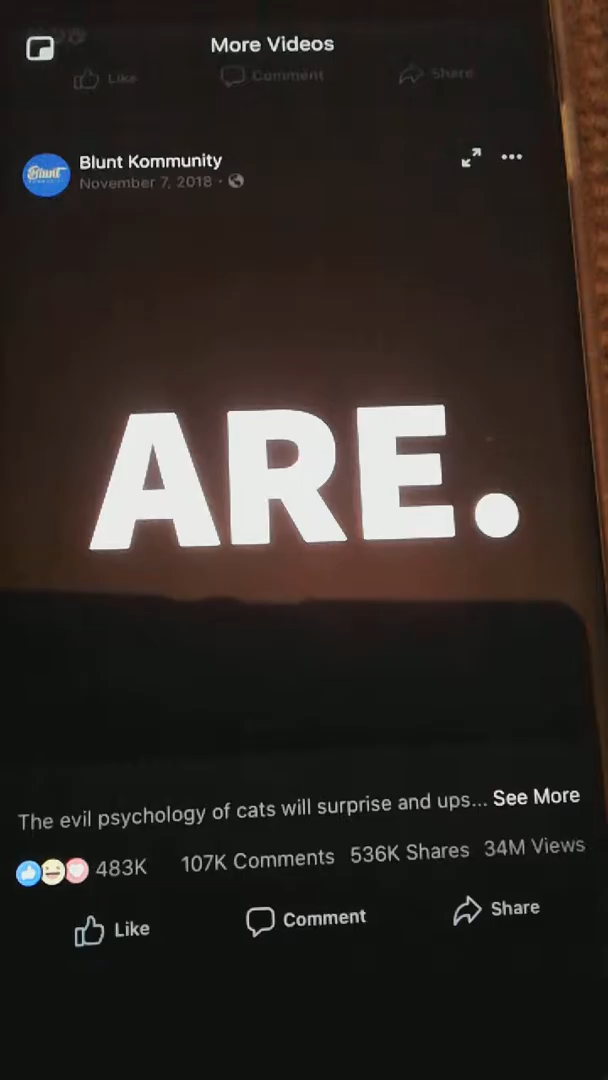 More Videos
Like Comment Share
Blunt Kommunity
November 7, 2018 ·
Blunt
ARE.
The evil psychology of cats will surprise and ups... See More
483K 107K Comments 536K Shares 34M Views
Like Comment Share